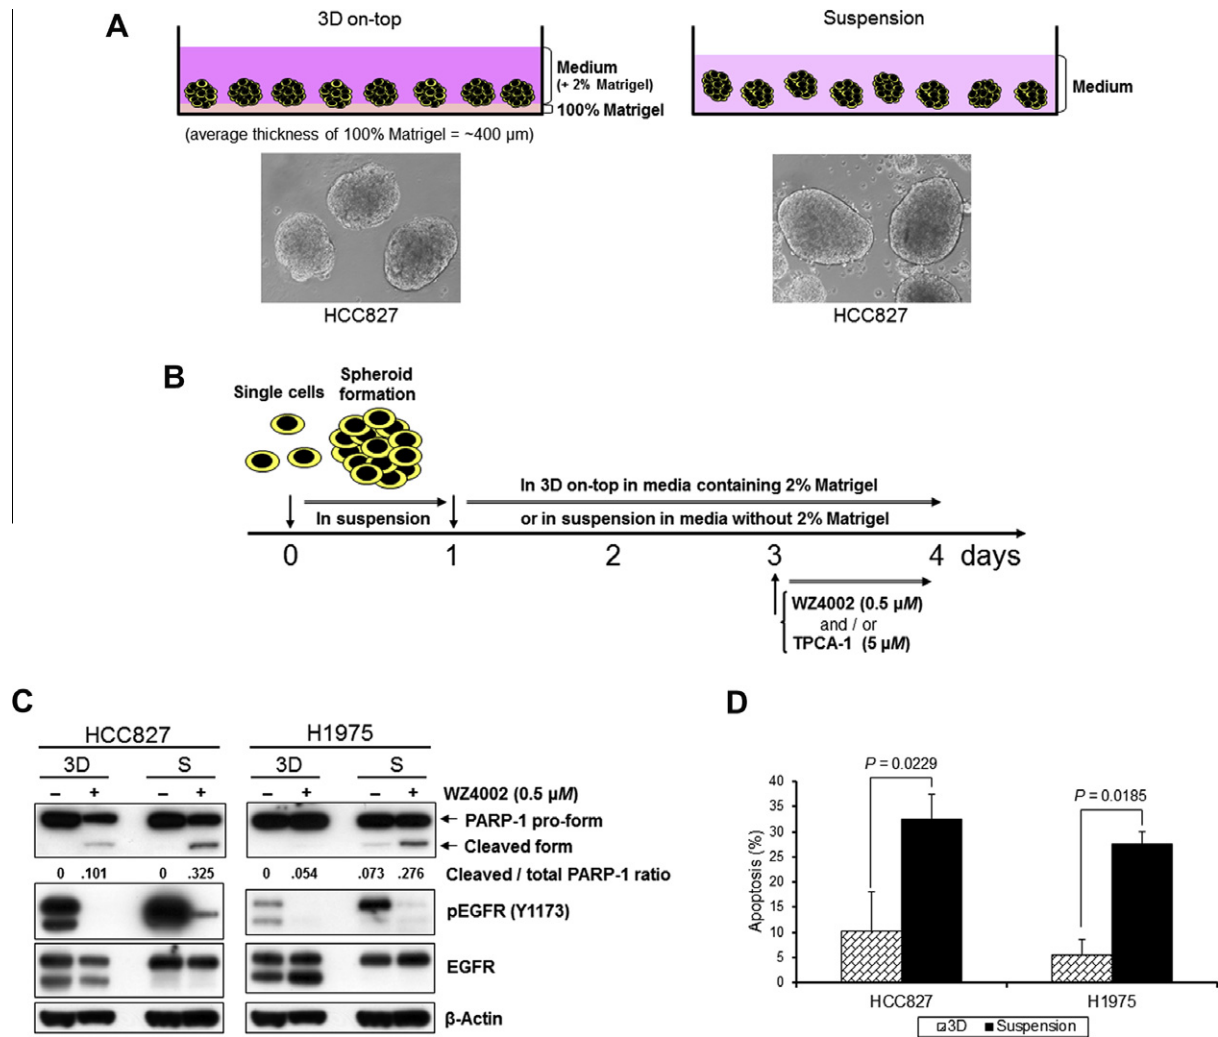 A
3D on-top
Suspension
Medium
(+ 2% Matrigel)
100% Matrigel
Medium
(average thickness of 100% Matrigel = ~400 μm)
HCC827
HCC827
B
Single cells
Spheroid
formation
In 3D on-top in media containing 2% Matrigel
In suspension
or in suspension in media without 2% Matrigel
0 1 2 3 4 days
WZ4002 (0.5 μM)
and / or
TPCA-1 (5 μM)
C
HCC827 H1975
3D S 3D S
– + – + – + – + WZ4002 (0.5 μM)
PARP-1 pro-form
Cleaved form
0 .101 0 .325 0 .054 .073 .276 Cleaved / total PARP-1 ratio
pEGFR (Y1173)
EGFR
β-Actin
D
P = 0.0229
P = 0.0185
Apoptosis (%)
40
35
30
25
20
15
10
5
0
HCC827 H1975
3D Suspension